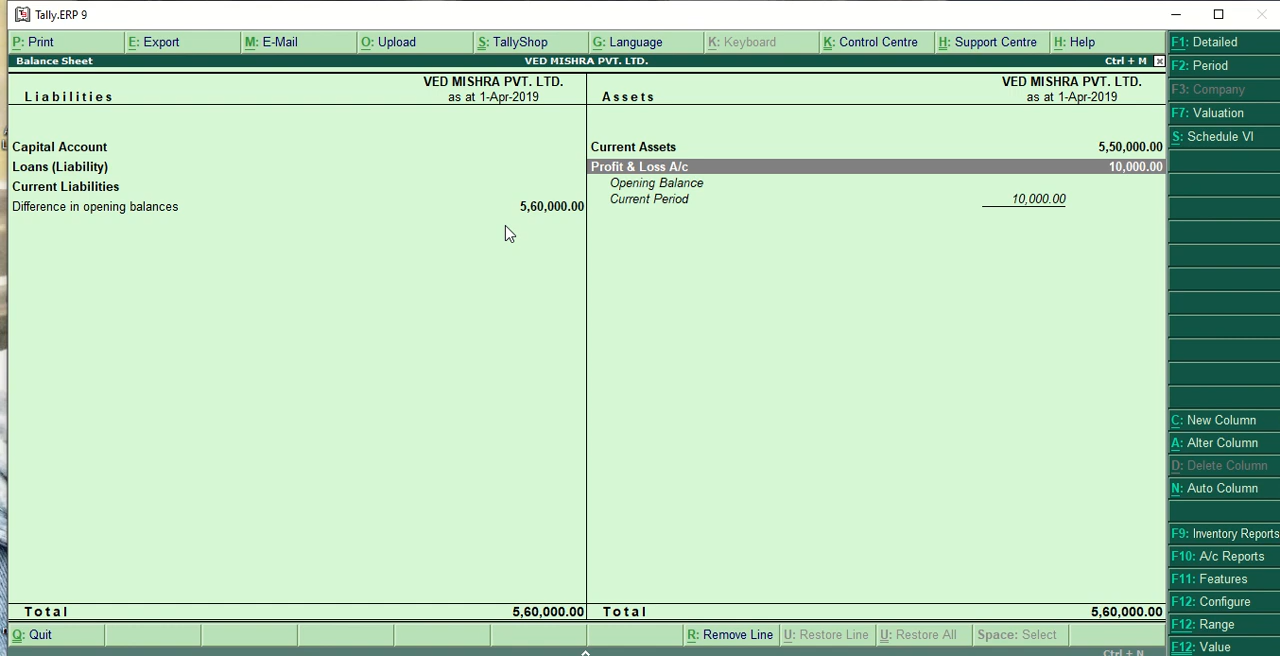 Tally.ERP 9
P: Print E: Export M: E-Mail O: Upload S: TallyShop G: Language K: Keyboard K: Control Centre H: Support Centre H: Help
Balance Sheet VED MISHRA PVT. LTD. Ctrl + M
Liabilities VED MISHRA PVT. LTD. as at 1-Apr-2019
Assets VED MISHRA PVT. LTD. as at 1-Apr-2019
Capital Account
Loans (Liability)
Current Liabilities
Difference in opening balances 5,60,000.00
Current Assets 5,50,000.00
Profit & Loss A/c 10,000.00
Opening Balance
Current Period 10,000.00
Total 5,60,000.00
Total 5,60,000.00
Q: Quit R: Remove Line U: Restore Line U: Restore All Space: Select
Ctrl + N
F1: Detailed
F2: Period
F3: Company
F7: Valuation
S: Schedule VI
C: New Column
A: Alter Column
D: Delete Column
N: Auto Column
F9: Inventory Reports
F10: A/c Reports
F11: Features
F12: Configure
F12: Range
F12: Value